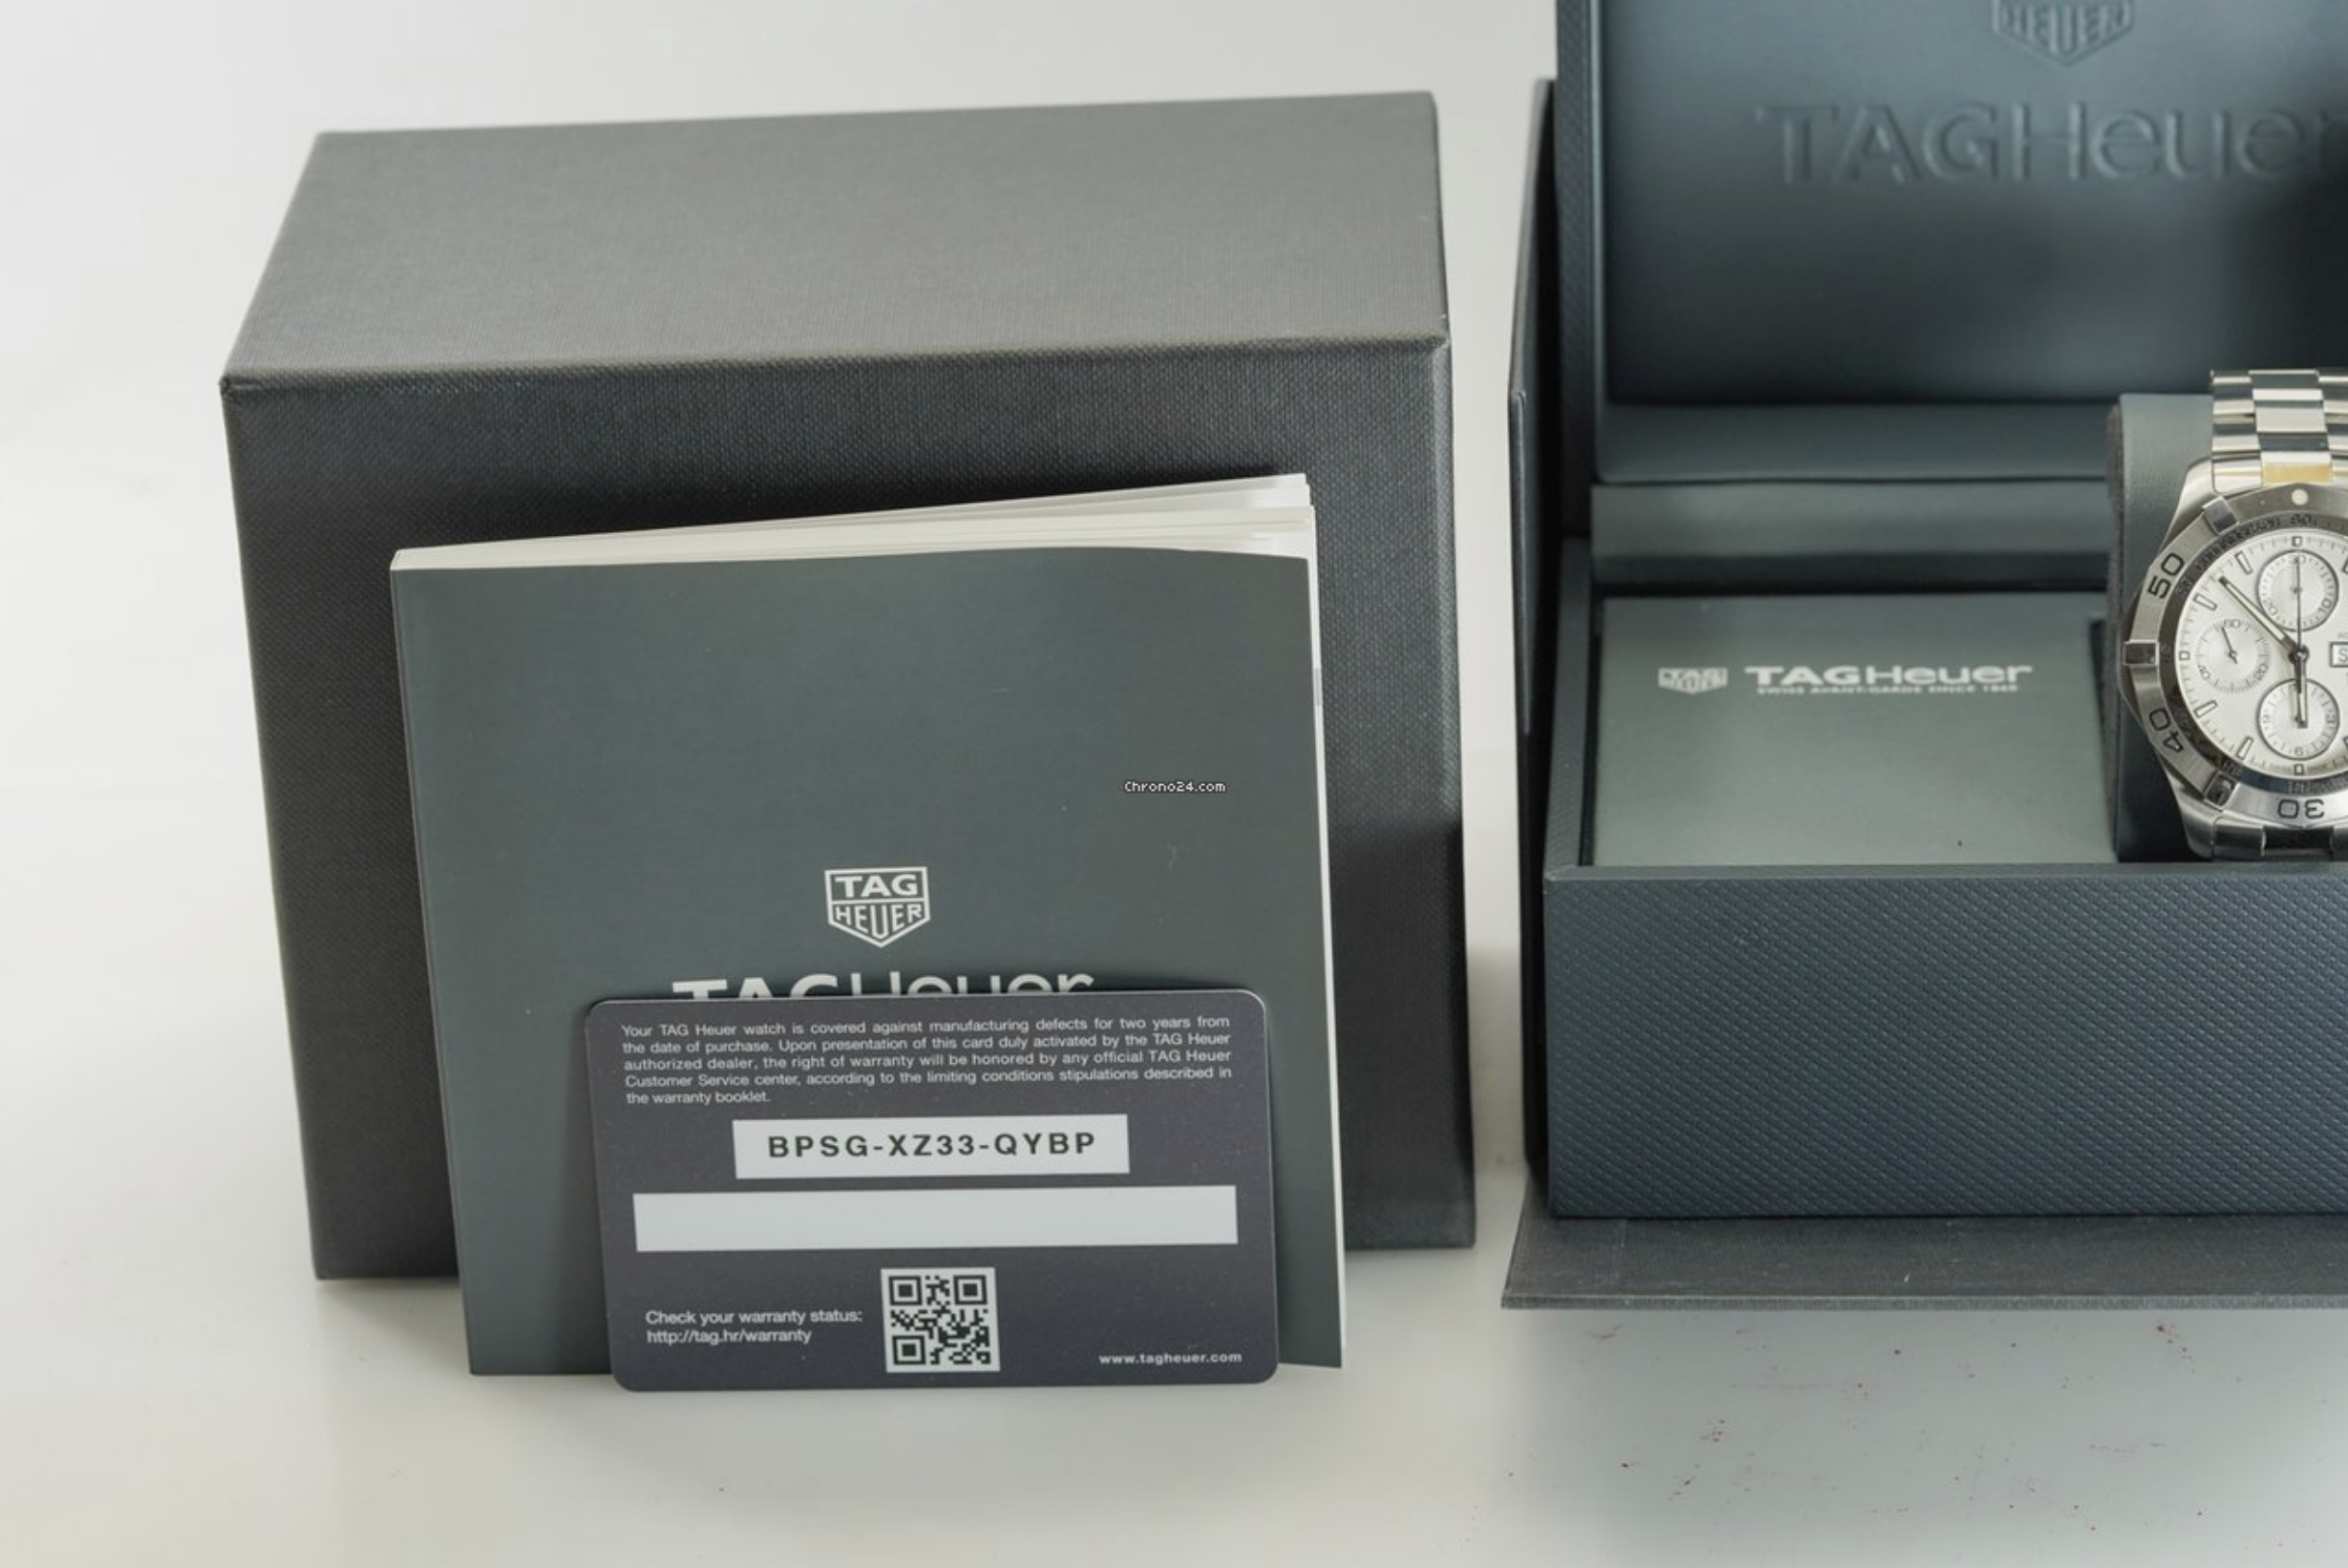 HEUER
TAGHeuer
TAG
HEUER
TAGHeuer
SWISS AVANT-GARDE SINCE 1860
60
50
40
30
Chrono24.com
TAG
HEUER
TAGHeuer
Your TAG Heuer watch is covered against manufacturing defects for two years from
the date of purchase. Upon presentation of this card duly activated by the TAG Heuer
authorized dealer, the right of warranty will be honored by any official TAG Heuer
Customer Service center, according to the limiting conditions stipulations described in
the warranty booklet.
BPSG-XZ33-QYBP
Check your warranty status:
http://tag.hr/warranty
www.tagheuer.com